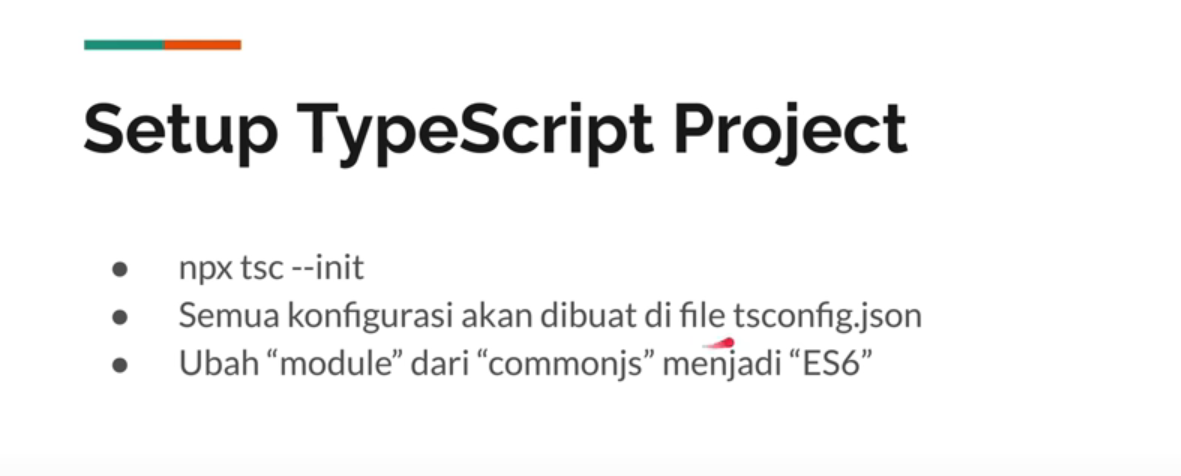 Setup TypeScript Project
● npx tsc --init
● Semua konfigurasi akan dibuat di file tsconfig.json
● Ubah “module” dari “commonjs” menjadi “ES6”